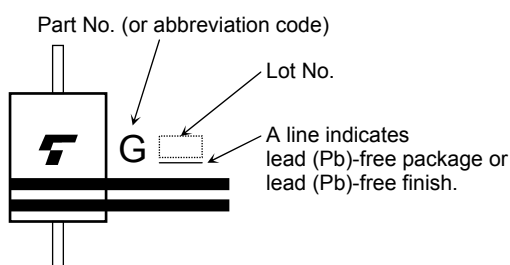 Part No. (or abbreviation code)
Lot No.
G
A line indicates
lead (Pb)-free package or
lead (Pb)-free finish.